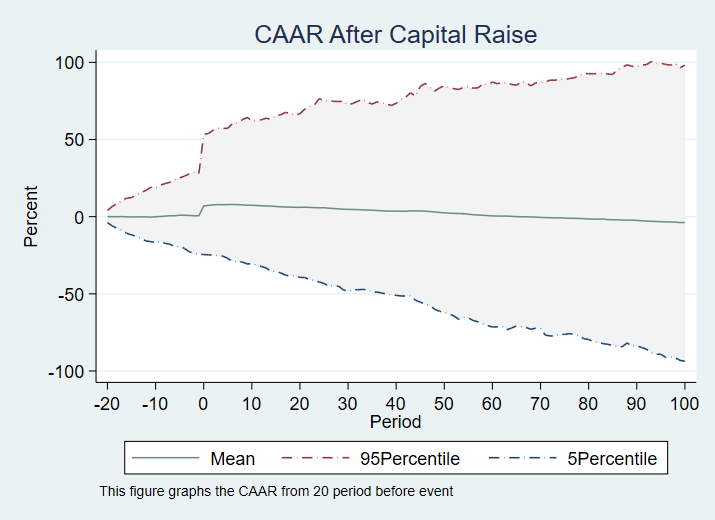 CAAR After Capital Raise
100
50
0
-50
-100
Percent
-20 -10 0 10 20 30 40 50 60 70 80 90 100
Period
Mean 95Percentile 5Percentile
This figure graphs the CAAR from 20 period before event